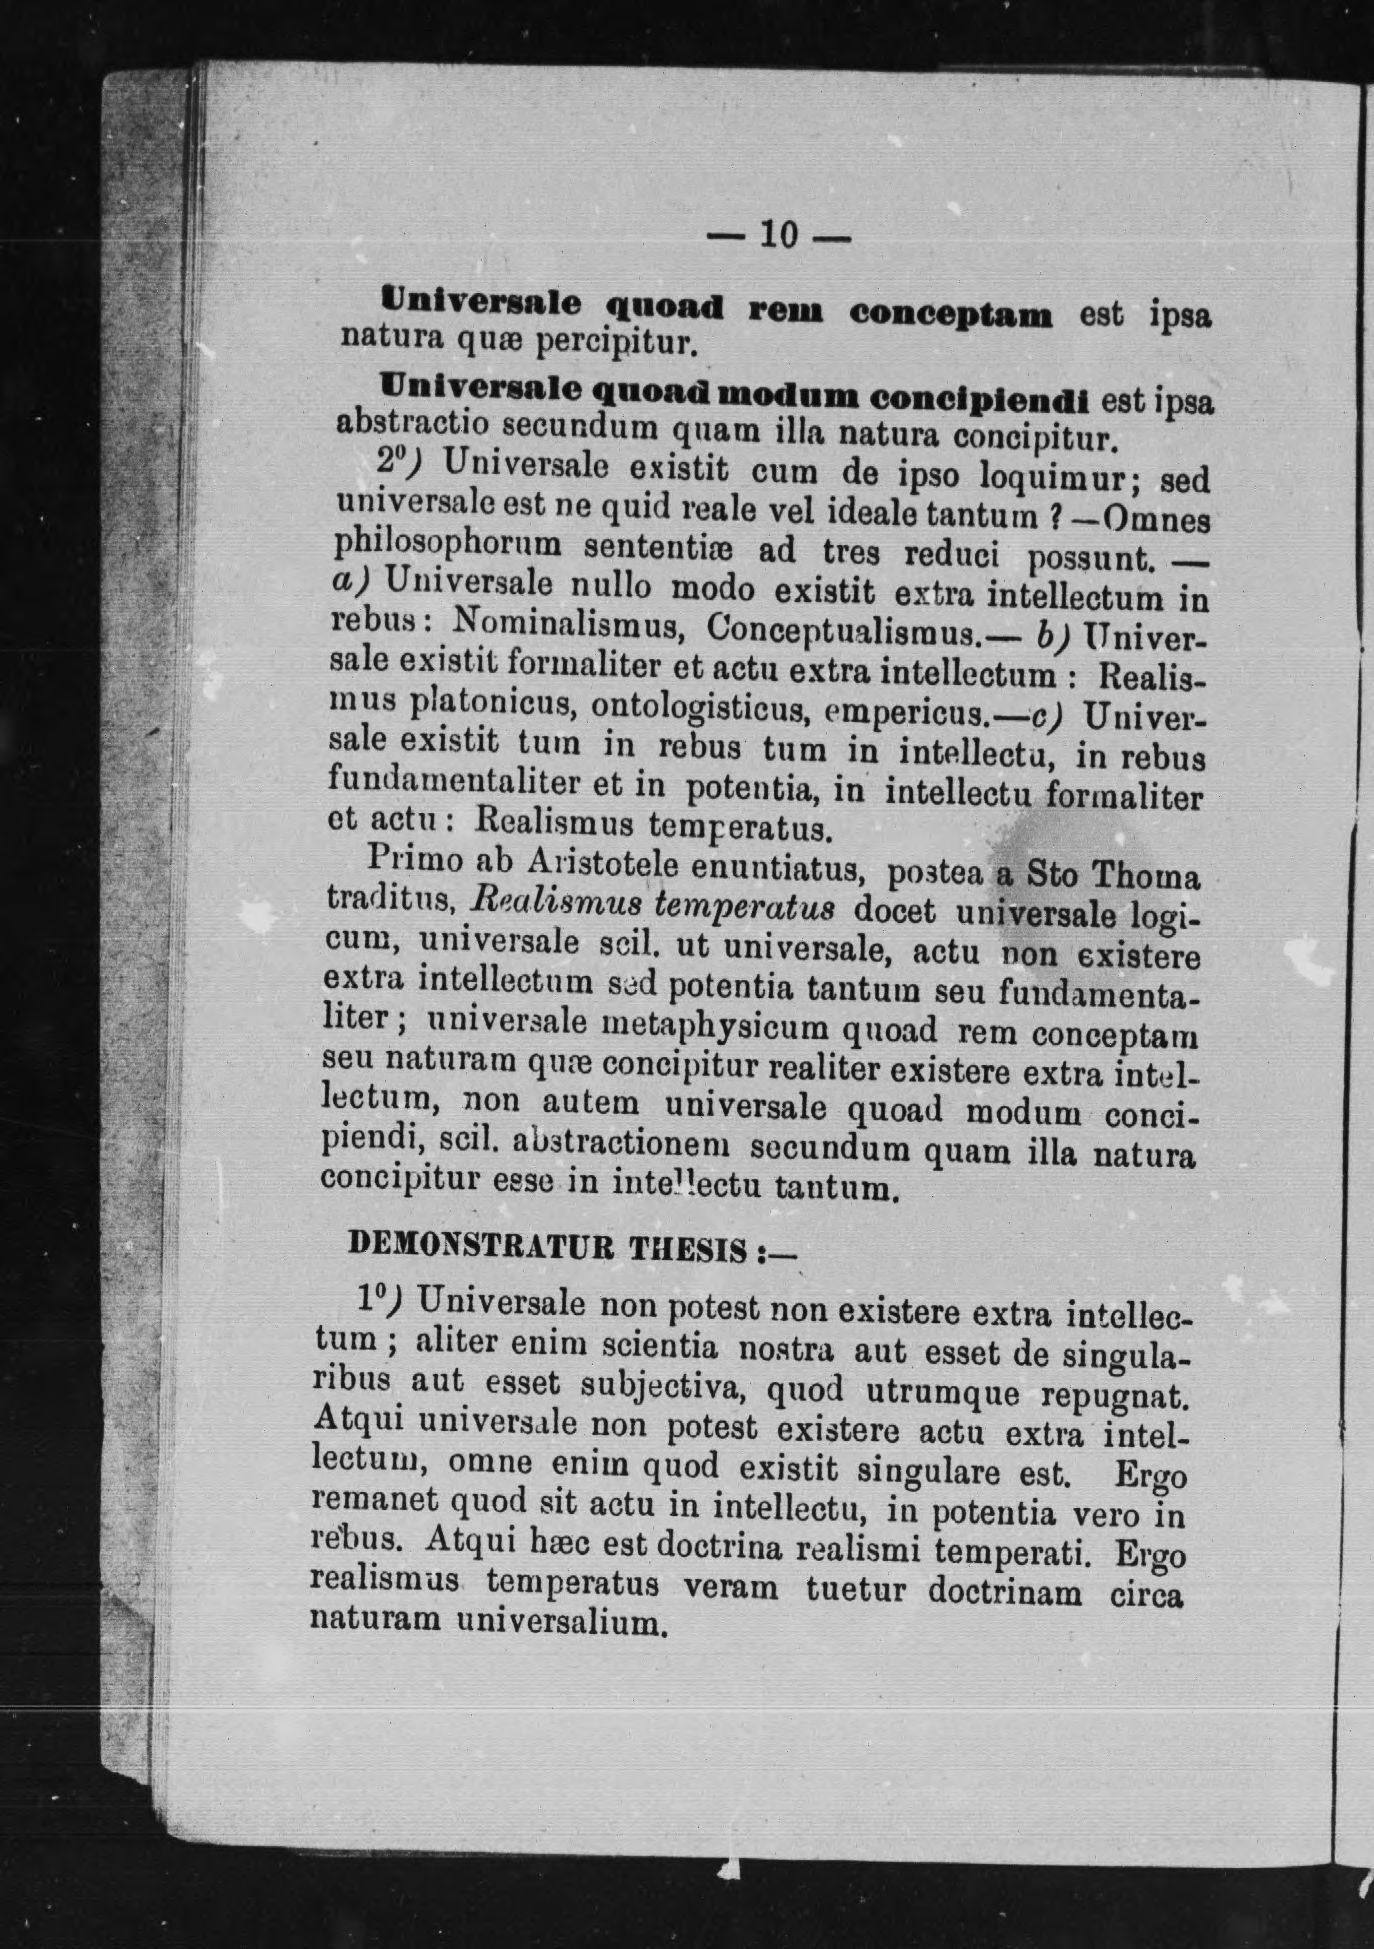 — 10 —
Universale quoad rem conceptam est ipsa
natura quæ percipitur.
Universale quoad modum concipiendi est ipsa
abstractio secundum quam illa natura concipitur.
2⁰) Universale existit cum de ipso loquimur; sed
universale est ne quid reale vel ideale tantum ? —Omnes
philosophorum sententiæ ad tres reduci possunt. —
a) Universale nullo modo existit extra intellectum in
rebus: Nominalismus, Conceptualismus.— b) Univer-
sale existit formaliter et actu extra intellectum : Realis-
mus platonicus, ontologisticus, empericus.—c) Univer-
sale existit tum in rebus tum in intellectu, in rebus
fundamentaliter et in potentia, in intellectu formaliter
et actu : Realismus temperatus.
Primo ab Aristotele enuntiatus, postea a Sto Thoma
traditus, Realismus temperatus docet universale logi-
cum, universale scil. ut universale, actu non existere
extra intellectum sed potentia tantum seu fundamenta-
liter ; universale metaphysicum quoad rem conceptam
seu naturam quæ concipitur realiter existere extra intel-
lectum, non autem universale quoad modum conci-
piendi, scil. abstractionem secundum quam illa natura
concipitur esse in intellectu tantum.
DEMONSTRATUR THESIS :—
1⁰) Universale non potest non existere extra intellec-
tum ; aliter enim scientia nostra aut esset de singula-
ribus aut esset subjectiva, quod utrumque repugnat.
Atqui universale non potest existere actu extra intel-
lectum, omne enim quod existit singulare est. Ergo
remanet quod sit actu in intellectu, in potentia vero in
rebus. Atqui hæc est doctrina realismi temperati. Ergo
realismus temperatus veram tuetur doctrinam circa
naturam universalium.